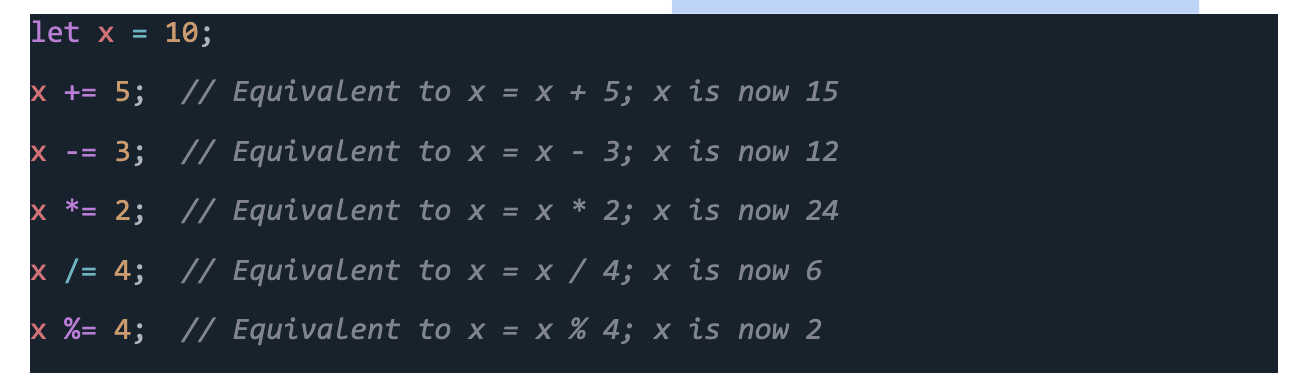 let x = 10;
x += 5;  // Equivalent to x = x + 5; x is now 15
x -= 3;  // Equivalent to x = x - 3; x is now 12
x *= 2;  // Equivalent to x = x * 2; x is now 24
x /= 4;  // Equivalent to x = x / 4; x is now 6
x %= 4;  // Equivalent to x = x % 4; x is now 2